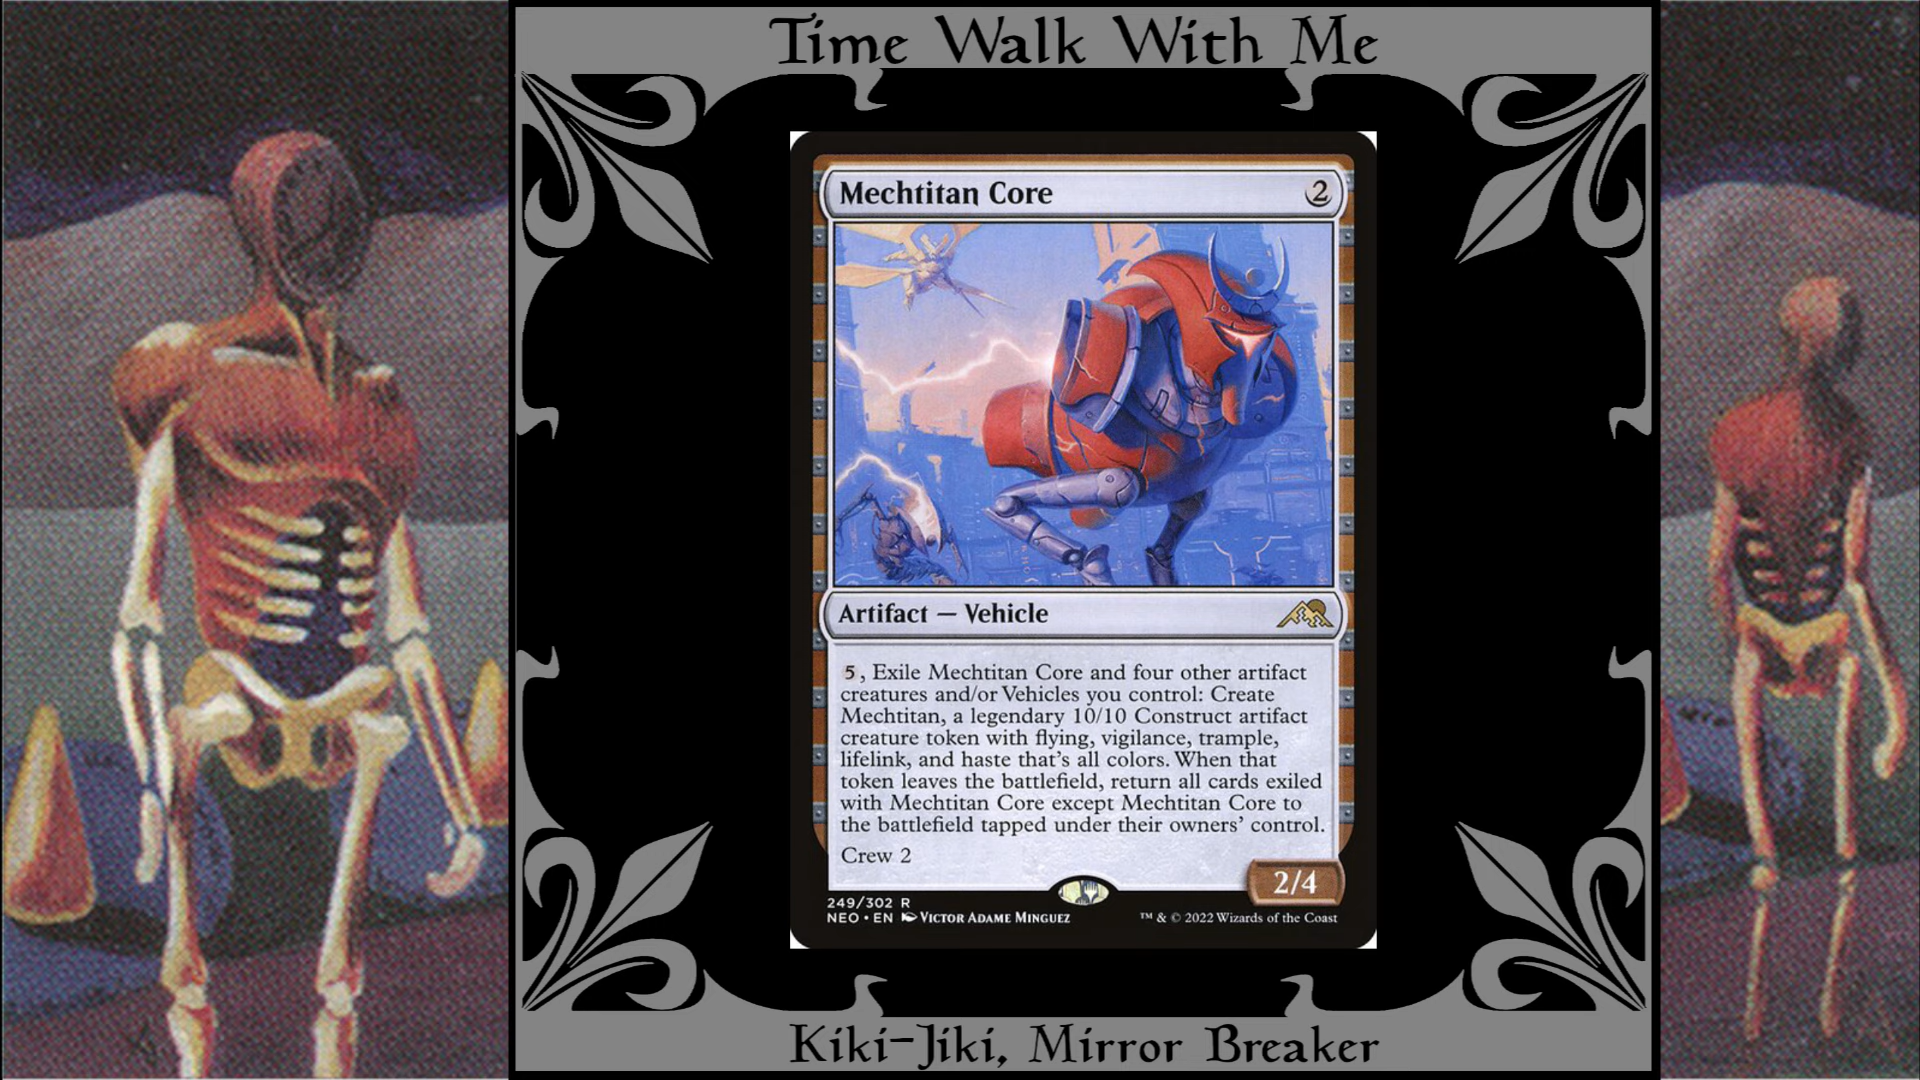 Time Walk With Me
Mechtitan Core 2
Artifact — Vehicle
5, Exile Mechtitan Core and four other artifact
creatures and/or Vehicles you control: Create
Mechtitan, a legendary 10/10 Construct artifact
creature token with flying, vigilance, trample,
lifelink, and haste that's all colors. When that
token leaves the battlefield, return all cards exiled
with Mechtitan Core except Mechtitan Core to
the battlefield tapped under their owners' control.
Crew 2
2/4
249/302 R
NEO • EN Victor Adame Minguez
™ & © 2022 Wizards of the Coast
Kiki-Jiki, Mirror Breaker